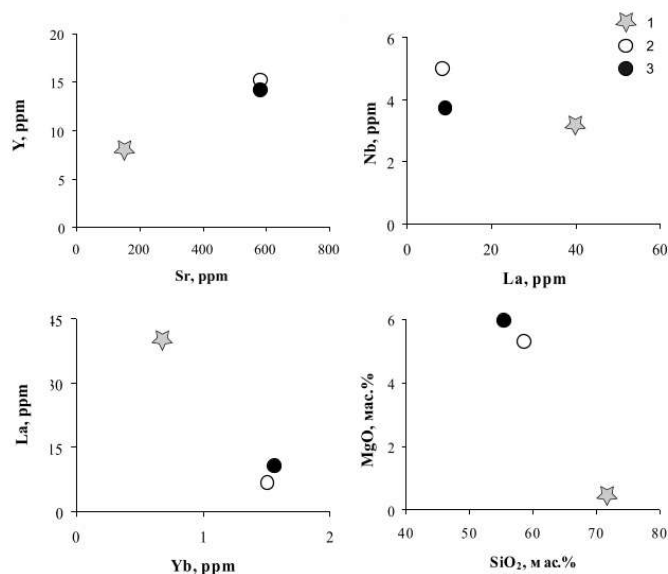 20
15
10
5
0
Y, ppm
0 200 400 600 800
Sr, ppm
6
4
2
0
Nb, ppm
0 20 40 60
La, ppm
1
2
3
45
30
15
0
La, ppm
0 1 2
Yb, ppm
6
4
2
0
MgO, мас.%
40 50 60 70 80
SiO₂, мас.%